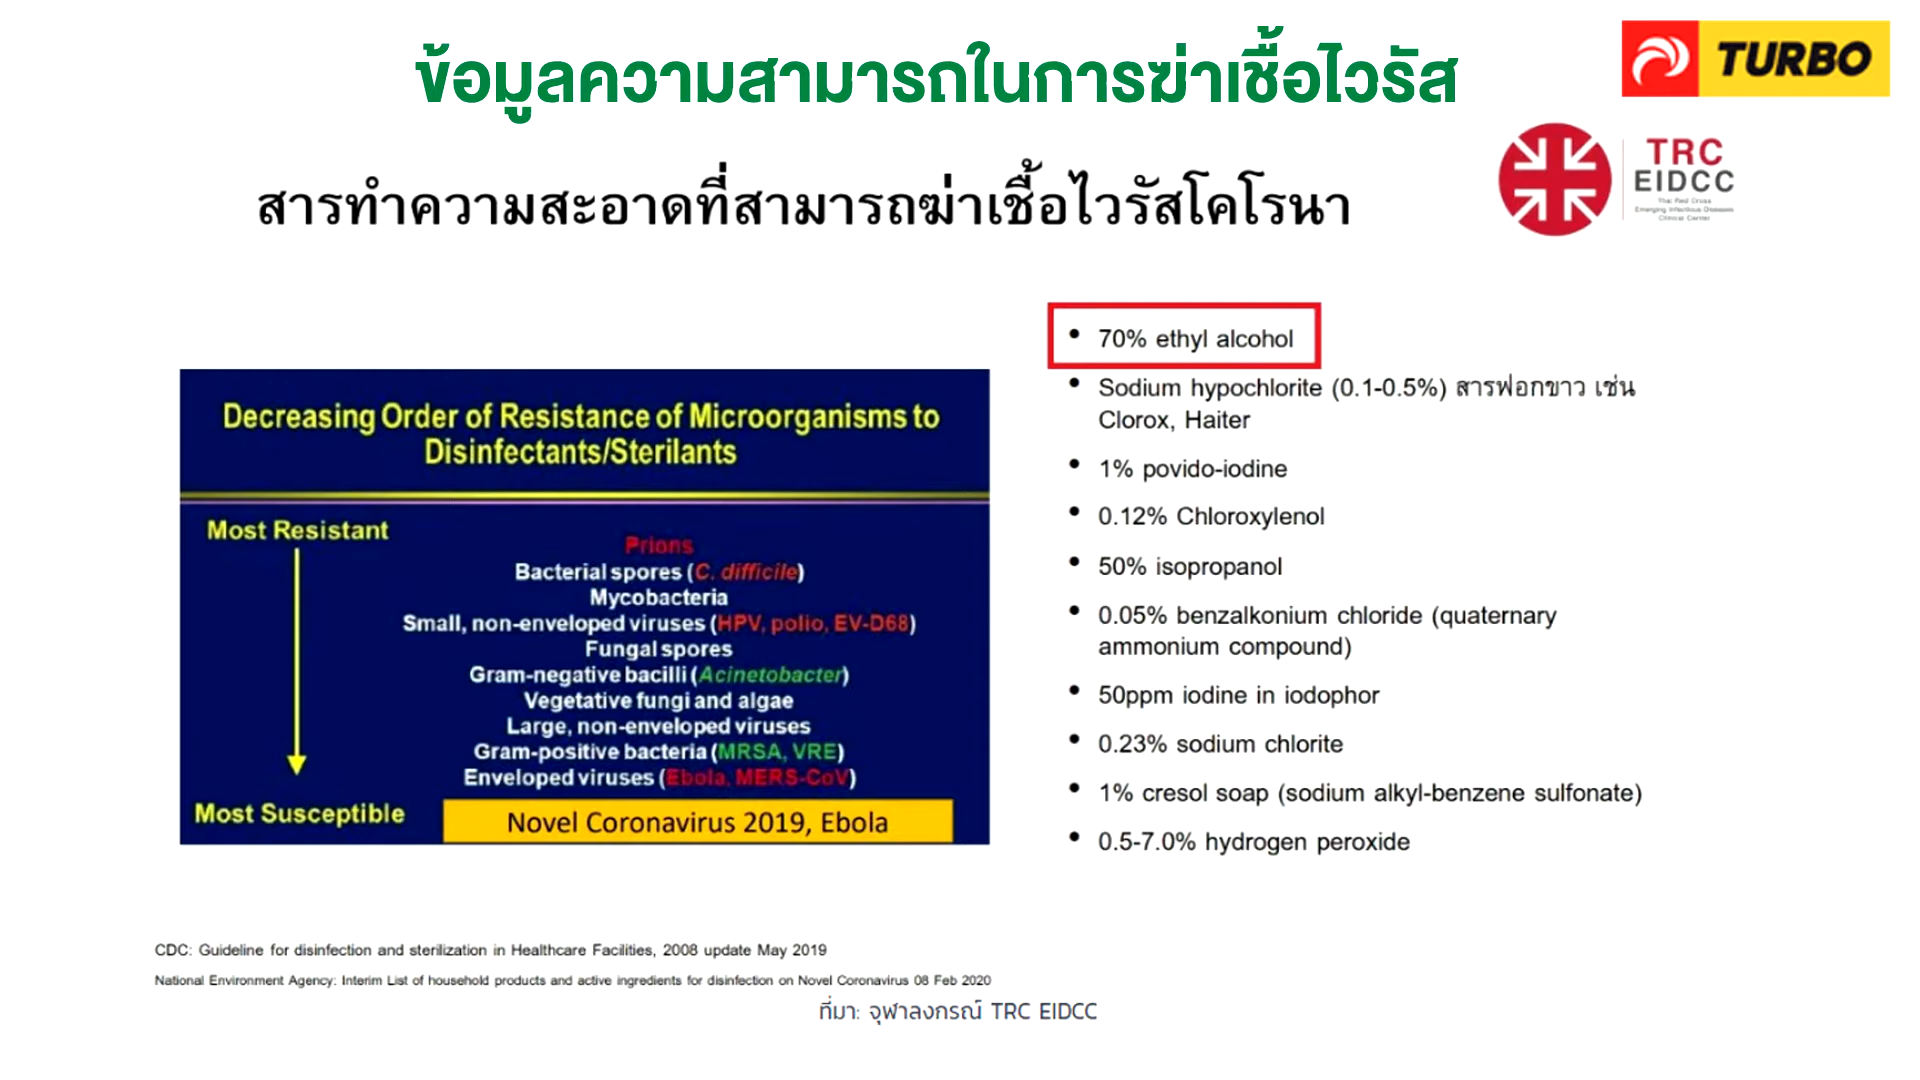 ข้อมูลความสามารถในการฆ่าเชื้อไวรัส
TURBO
สารทำความสะอาดที่สามารถฆ่าเชื้อไวรัสโคโรนา
TRC
EIDCC
Thai Red Cross
Emerging Infectious Diseases
Clinical Center
Decreasing Order of Resistance of Microorganisms to
Disinfectants/Sterilants
Most Resistant
Prions
Bacterial spores (C. difficile)
Mycobacteria
Small, non-enveloped viruses (HPV, polio, EV-D68)
Fungal spores
Gram-negative bacilli (Acinetobacter)
Vegetative fungi and algae
Large, non-enveloped viruses
Gram-positive bacteria (MRSA, VRE)
Enveloped viruses (Ebola, MERS-CoV)
Most Susceptible
Novel Coronavirus 2019, Ebola
• 70% ethyl alcohol
• Sodium hypochlorite (0.1-0.5%) สารฟอกขาว เช่น
Clorox, Haiter
• 1% povido-iodine
• 0.12% Chloroxylenol
• 50% isopropanol
• 0.05% benzalkonium chloride (quaternary
ammonium compound)
• 50ppm iodine in iodophor
• 0.23% sodium chlorite
• 1% cresol soap (sodium alkyl-benzene sulfonate)
• 0.5-7.0% hydrogen peroxide
CDC: Guideline for disinfection and sterilization in Healthcare Facilities, 2008 update May 2019
National Environment Agency: Interim List of household products and active ingredients for disinfection on Novel Coronavirus 08 Feb 2020
ที่มา: จุฬาลงกรณ์ TRC EIDCC